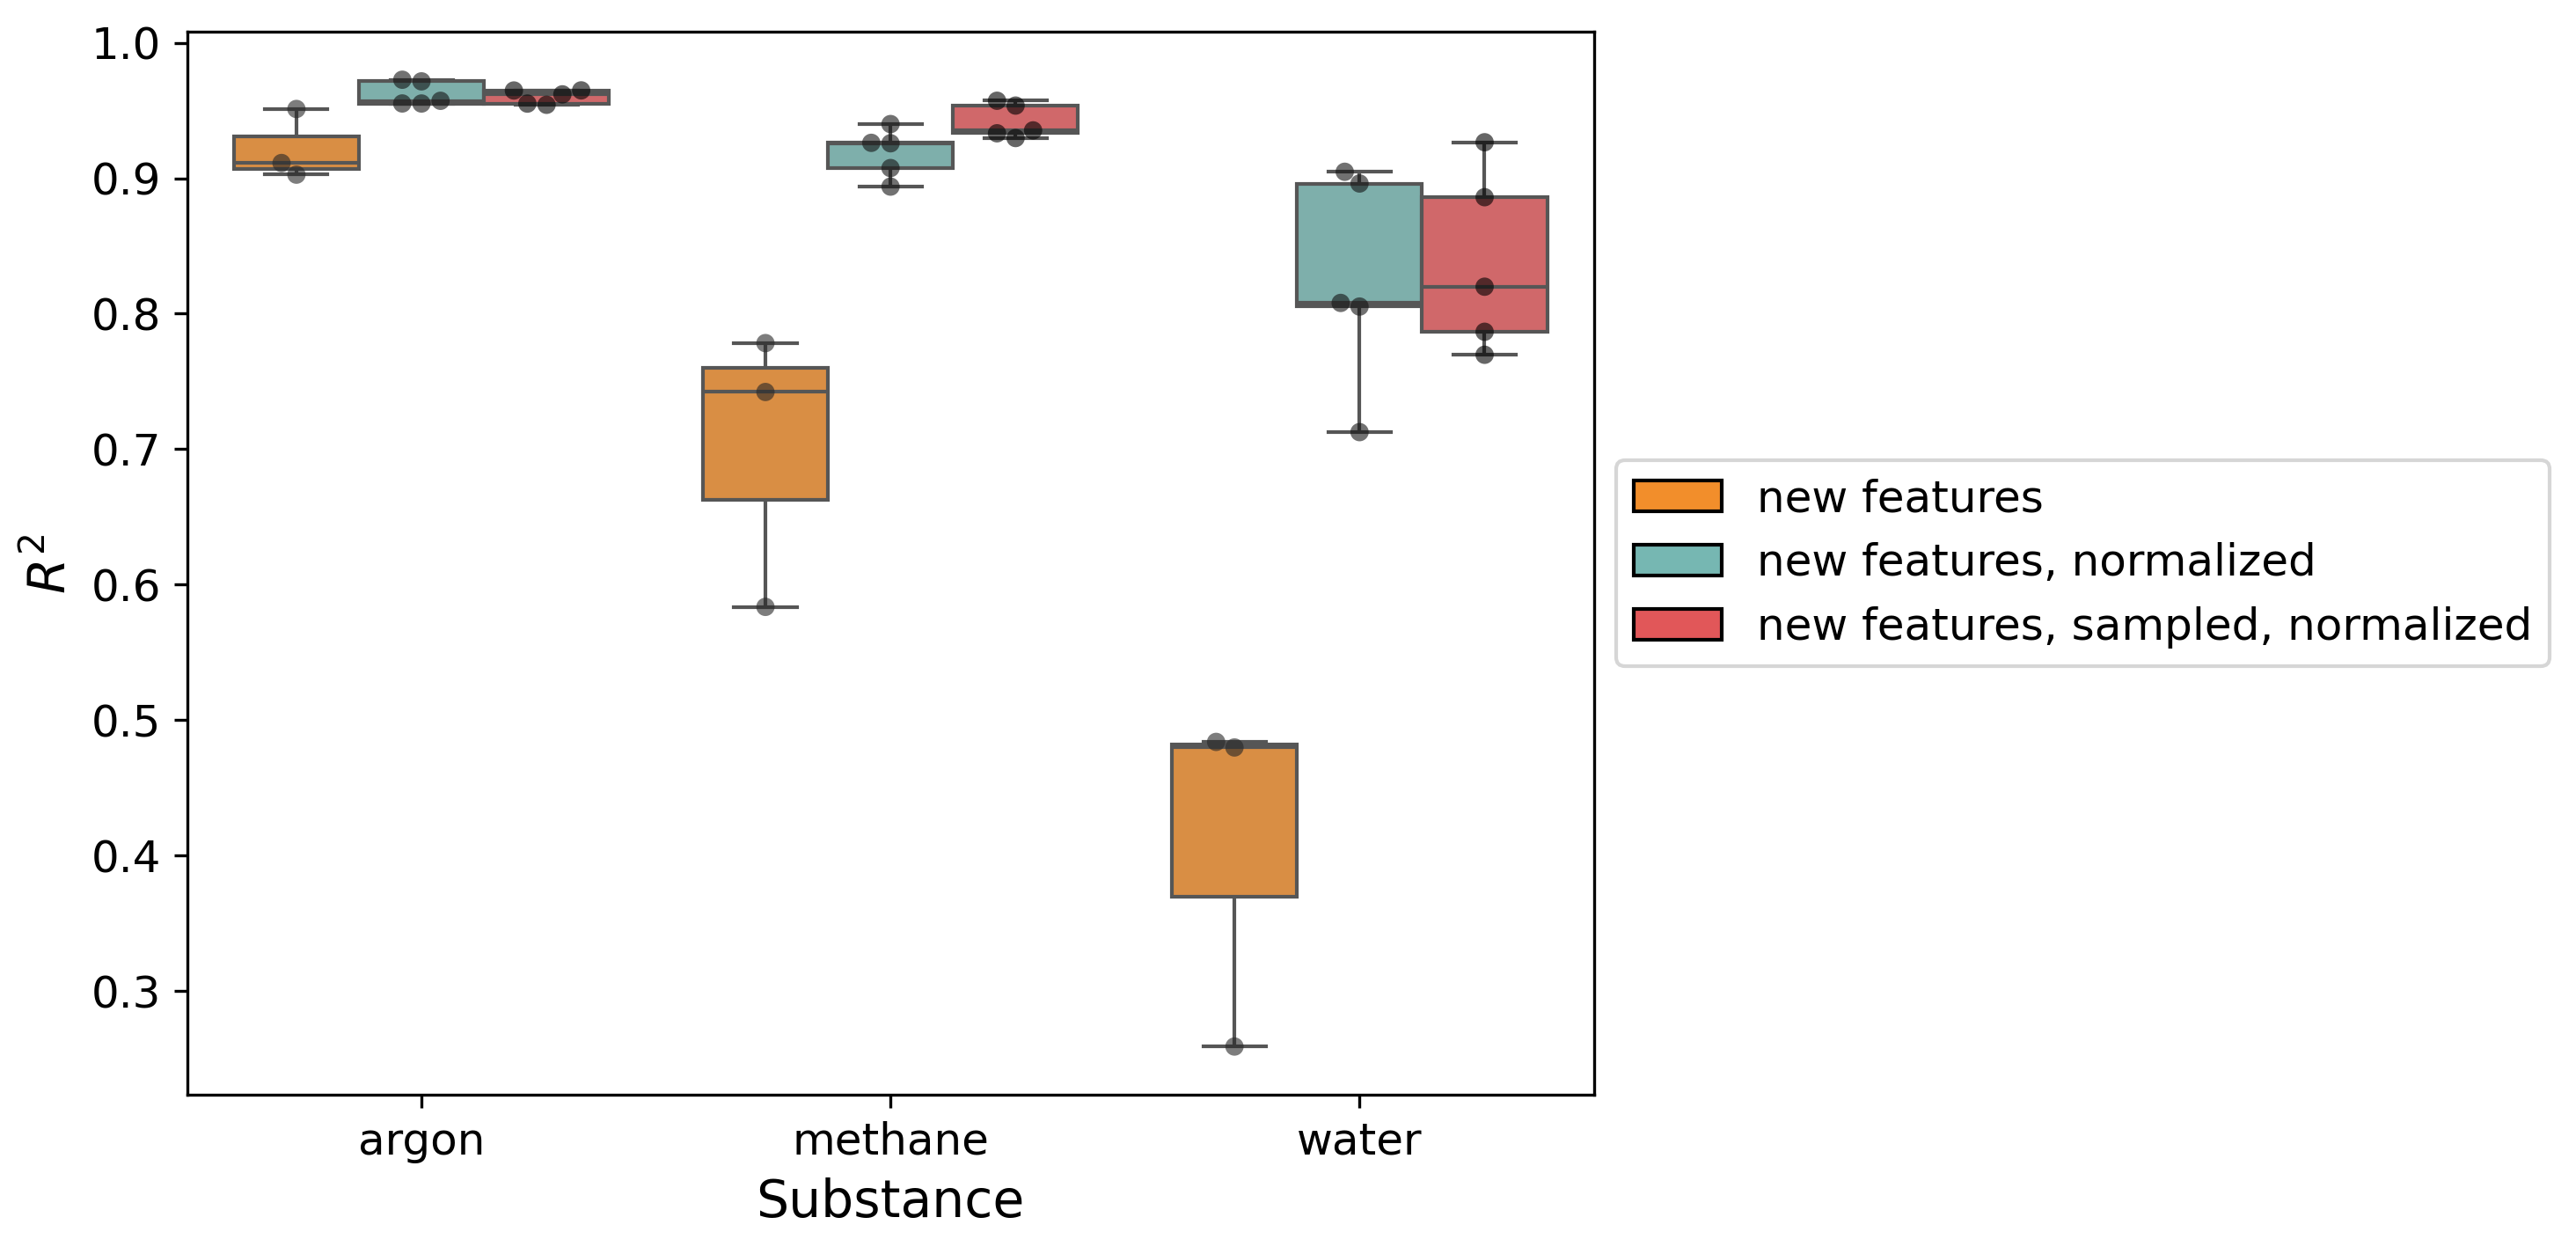 1.0
0.9
0.8
0.7
0.6
0.5
0.4
0.3
R²
argon
methane
water
Substance
new features
new features, normalized
new features, sampled, normalized